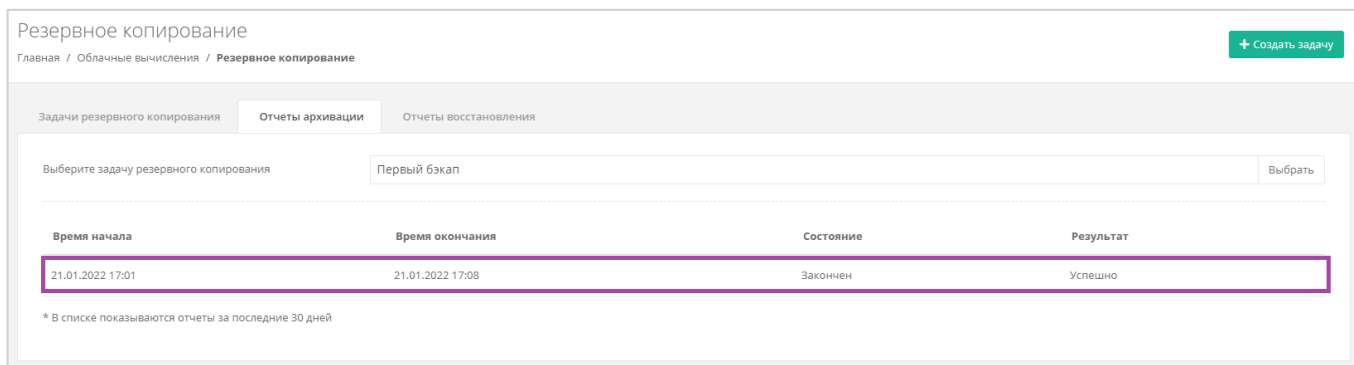 Резервное копирование
Главная / Облачные вычисления / Резервное копирование
+ Создать задачу
Задачи резервного копирования Отчеты архивации Отчеты восстановления
Выберите задачу резервного копирования Первый бэкап Выбрать
Время начала Время окончания Состояние Результат
21.01.2022 17:01 21.01.2022 17:08 Закончен Успешно
* В списке показываются отчеты за последние 30 дней